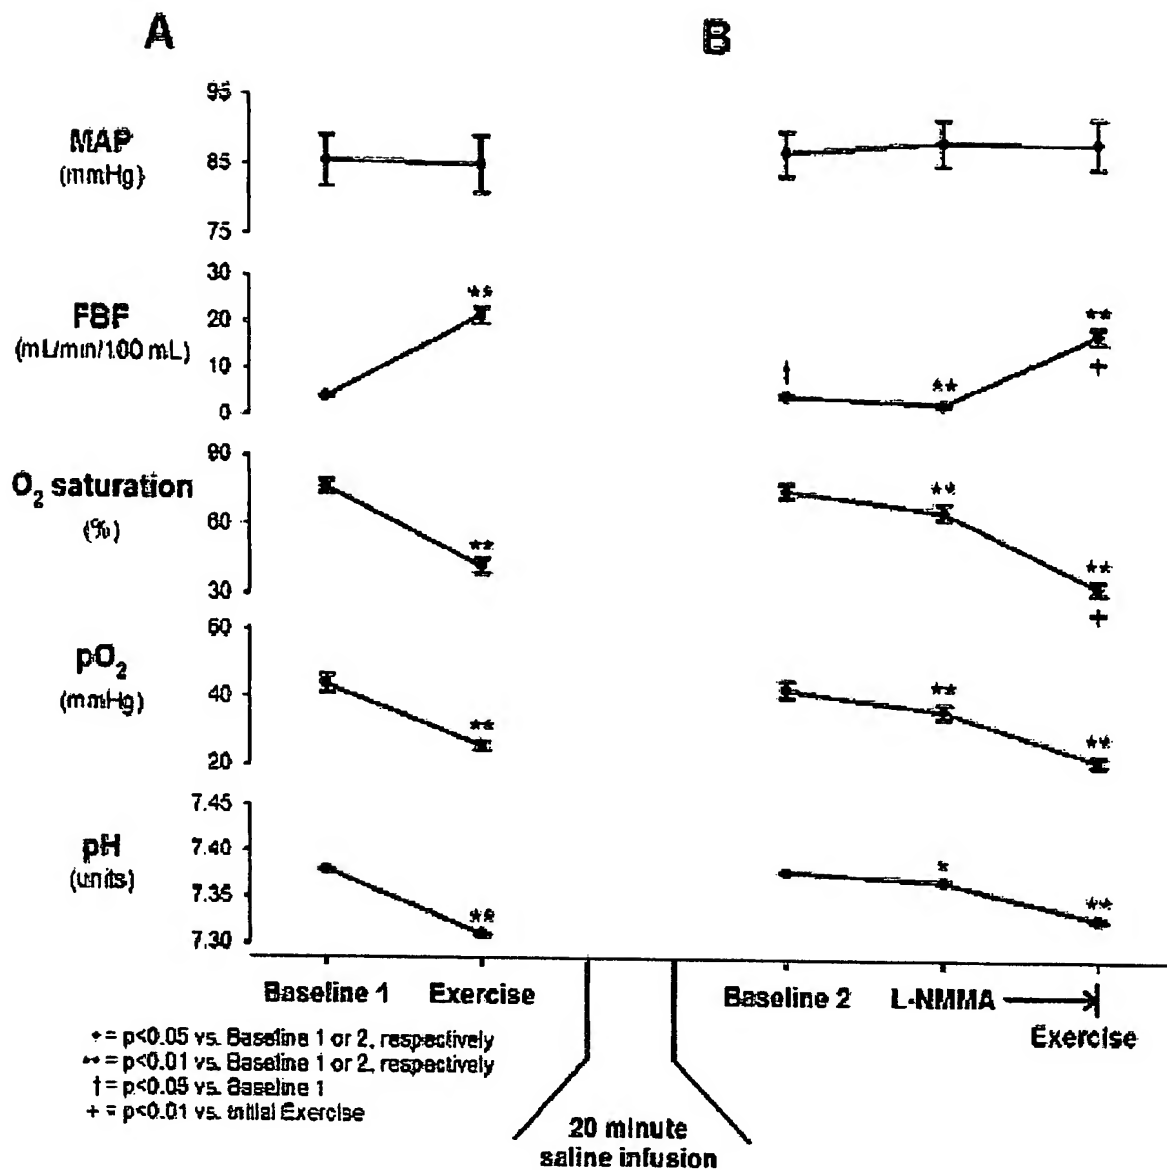 A B
MAP
(mmHg)
95
85
75
FBF
(mL/min/100 mL)
30
20
10
0
**
†
**
**
+
O2 saturation
(%)
90
60
30
**
**
**
+
pO2
(mmHg)
60
40
20
**
**
**
pH
(units)
7.45
7.40
7.35
7.30
**
*
**
Baseline 1 Exercise Baseline 2 L-NMMA
Exercise
* = p<0.05 vs. Baseline 1 or 2, respectively
** = p<0.01 vs. Baseline 1 or 2, respectively
† = p<0.05 vs. Baseline 1
+ = p<0.01 vs. Initial Exercise
20 minute
saline infusion